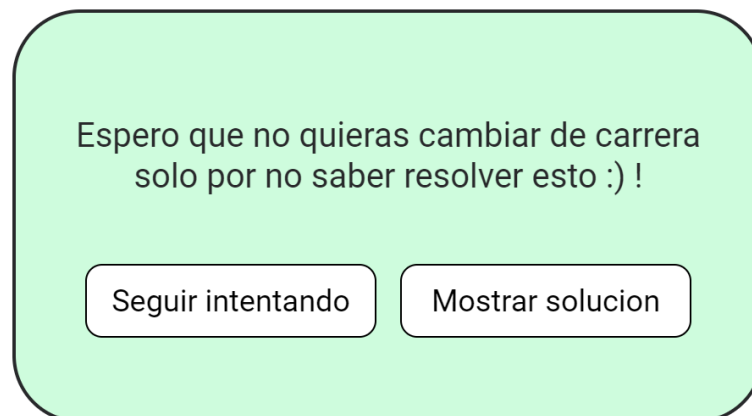 Espero que no quieras cambiar de carrera
solo por no saber resolver esto :) !
Seguir intentando
Mostrar solucion